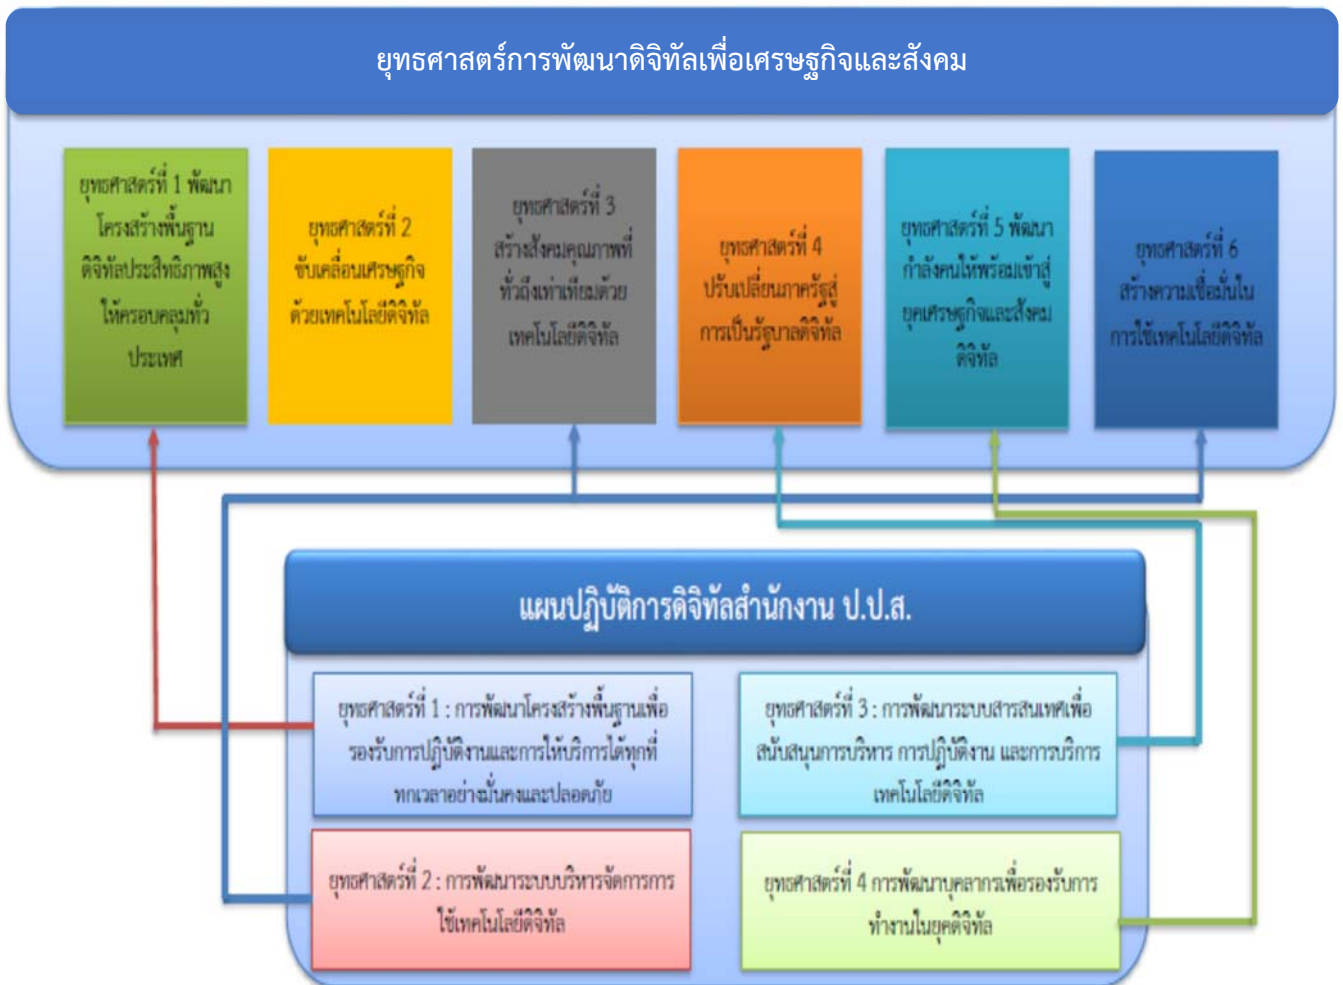 ยุทธศาสตร์การพัฒนาดิจิทัลเพื่อเศรษฐกิจและสังคม
ยุทธศาสตร์ที่ 1 พัฒนา
โครงสร้างพื้นฐาน
ดิจิทัลประสิทธิภาพสูง
ให้ครอบคลุมทั่ว
ประเทศ
ยุทธศาสตร์ที่ 2
ขับเคลื่อนเศรษฐกิจ
ด้วยเทคโนโลยีดิจิทัล
ยุทธศาสตร์ที่ 3
สร้างสังคมคุณภาพที่
ทั่วถึงเท่าเทียมด้วย
เทคโนโลยีดิจิทัล
ยุทธศาสตร์ที่ 4
ปรับเปลี่ยนภาครัฐสู่
การเป็นรัฐบาลดิจิทัล
ยุทธศาสตร์ที่ 5 พัฒนา
กำลังคนให้พร้อมเข้าสู่
ยุคเศรษฐกิจและสังคม
ดิจิทัล
ยุทธศาสตร์ที่ 6
สร้างความเชื่อมั่นใน
การใช้เทคโนโลยีดิจิทัล
แผนปฏิบัติการดิจิทัลสำนักงาน ป.ป.ส.
ยุทธศาสตร์ที่ 1 : การพัฒนาโครงสร้างพื้นฐานเพื่อ
รองรับการปฏิบัติงานและการให้บริการได้ทุกที่
ทุกเวลาอย่างมั่นคงและปลอดภัย
ยุทธศาสตร์ที่ 2 : การพัฒนาระบบบริหารจัดการการ
ใช้เทคโนโลยีดิจิทัล
ยุทธศาสตร์ที่ 3 : การพัฒนาระบบสารสนเทศเพื่อ
สนับสนุนการบริหาร การปฏิบัติงาน และการบริการ
เทคโนโลยีดิจิทัล
ยุทธศาสตร์ที่ 4 การพัฒนาบุคลากรเพื่อรองรับการ
ทำงานในยุคดิจิทัล